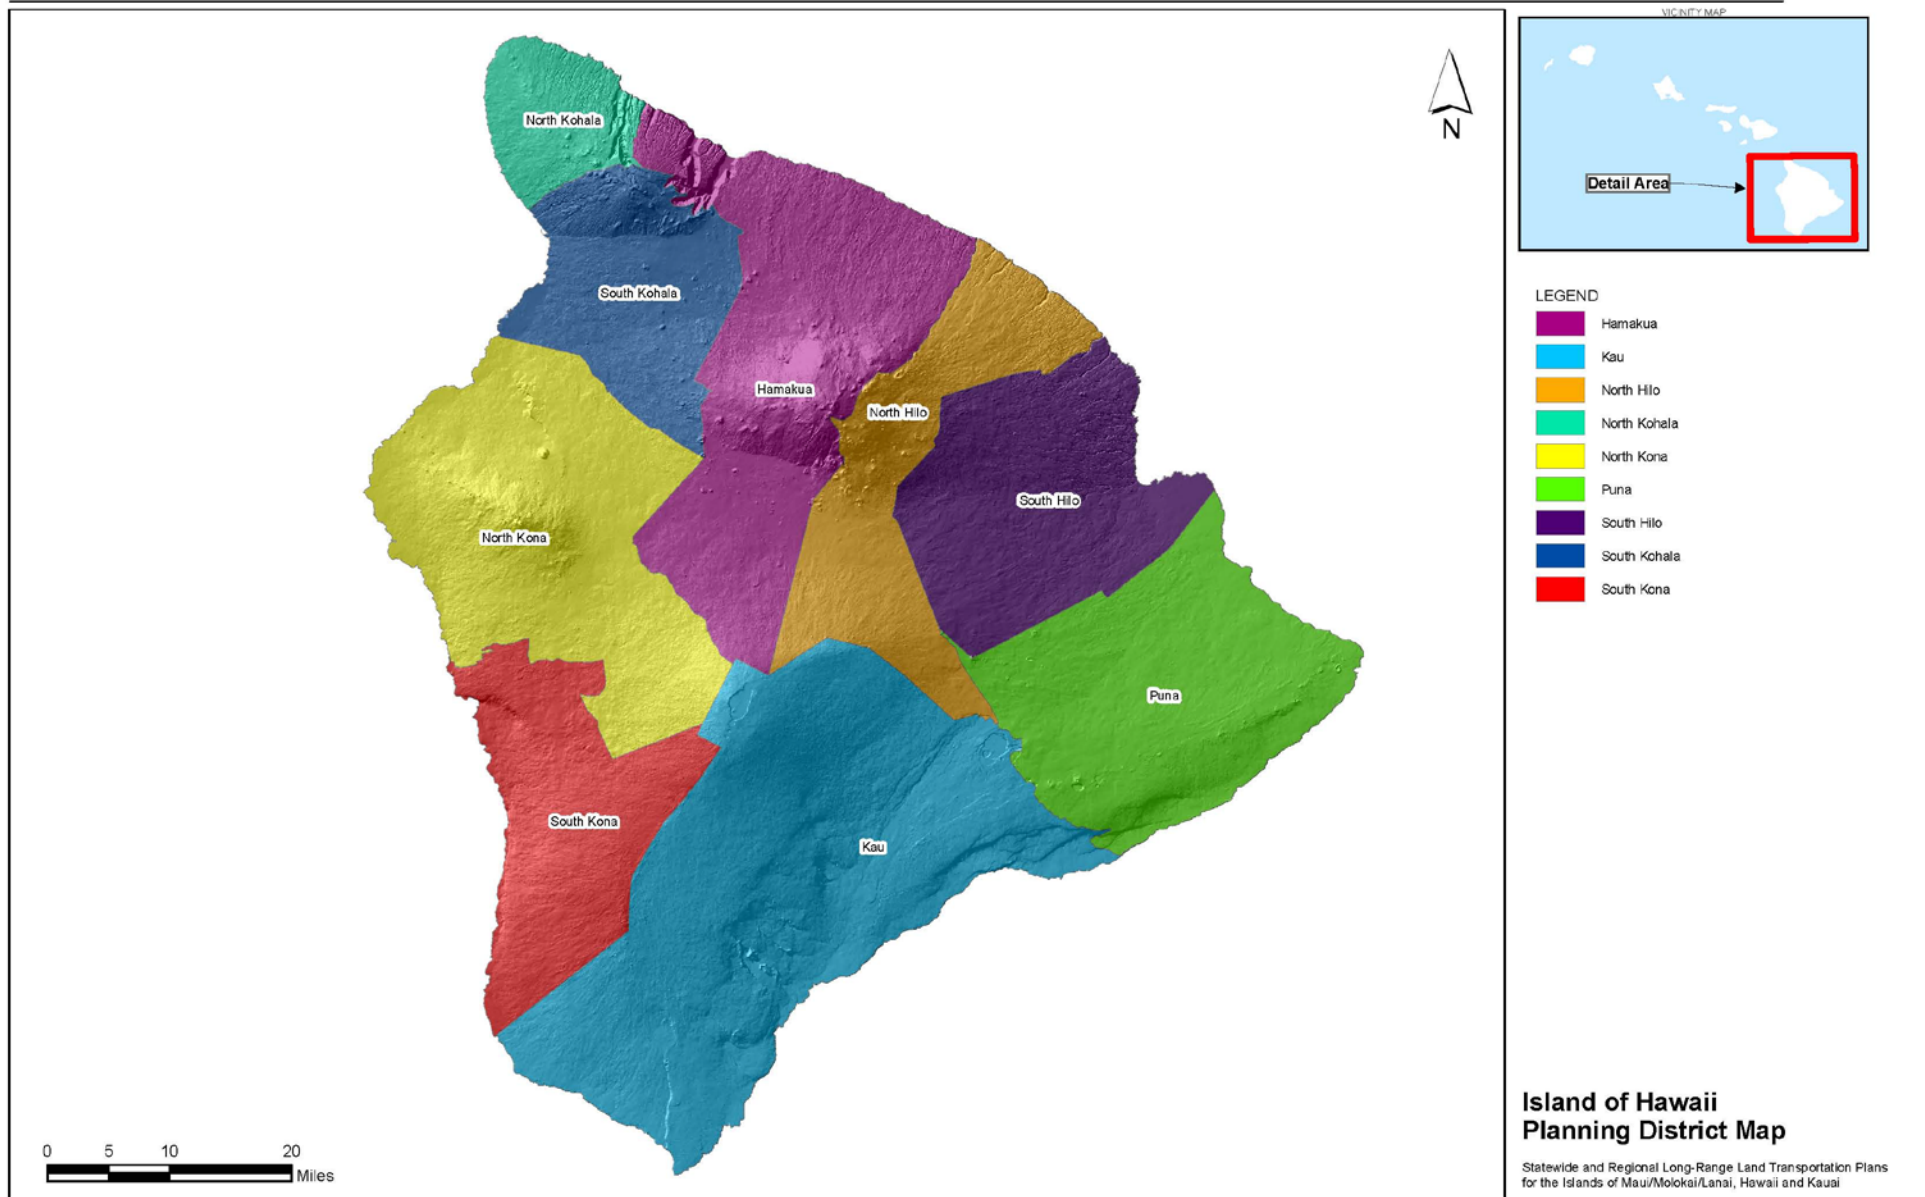 VICINITY MAP
N
Detail Area
North Kohala
South Kohala
Hamakua
North Hilo
South Hilo
North Kona
Puna
South Kona
Kau
LEGEND
Hamakua
Kau
North Hilo
North Kohala
North Kona
Puna
South Hilo
South Kohala
South Kona
0 5 10 20
Miles
Island of Hawaii
Planning District Map
Statewide and Regional Long-Range Land Transportation Plans
for the Islands of Maui/Molokai/Lanai, Hawaii and Kauai